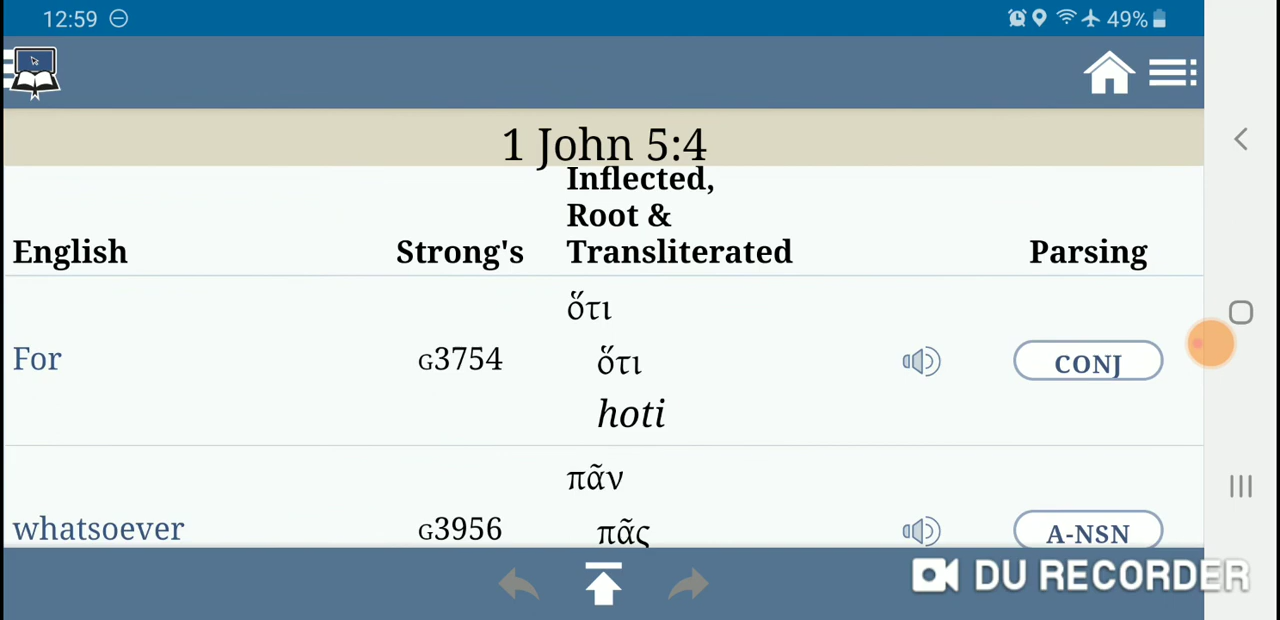 12:59
49%
1 John 5:4
Inflected,
Root &
English Strong's Transliterated Parsing
ὅτι
For G3754 ὅτι CONJ
hoti
πᾶν
whatsoever G3956 πᾶς A-NSN
DU RECORDER